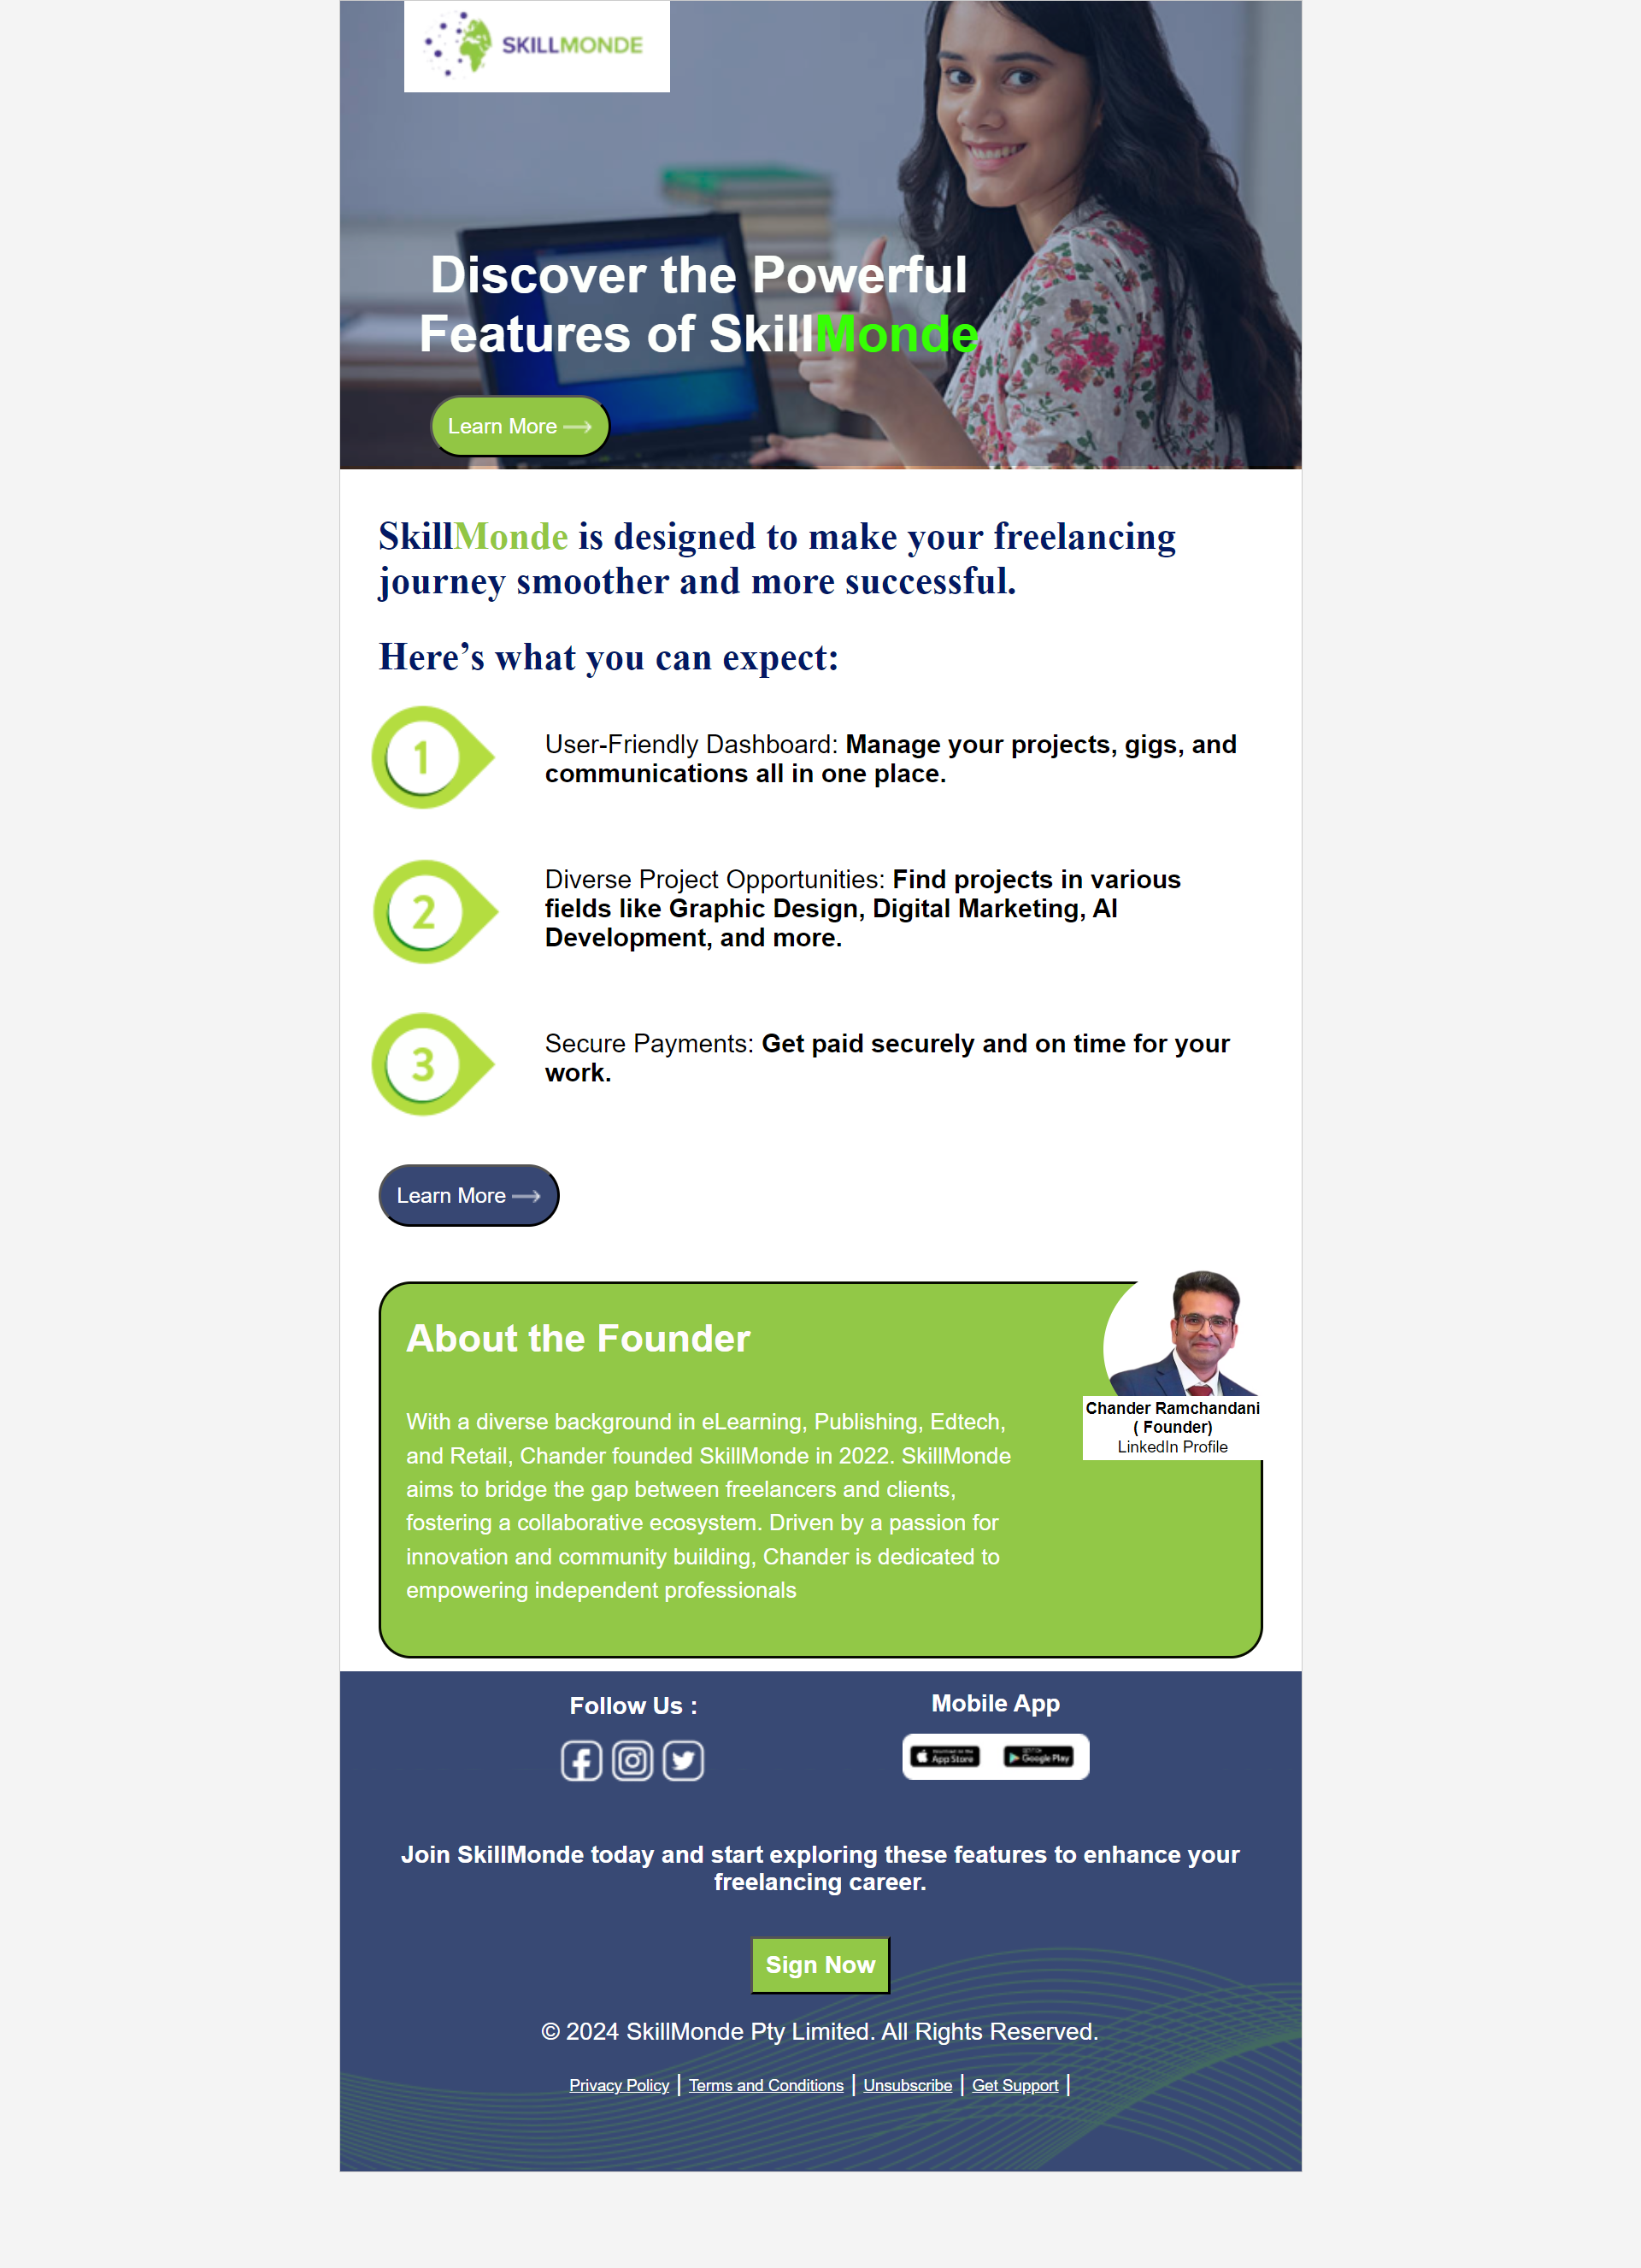 SKILLMONDE
Discover the Powerful
Features of SkillMonde
Learn More
SkillMonde is designed to make your freelancing
journey smoother and more successful.
Here’s what you can expect:
1
User-Friendly Dashboard: Manage your projects, gigs, and
communications all in one place.
2
Diverse Project Opportunities: Find projects in various
fields like Graphic Design, Digital Marketing, AI
Development, and more.
3
Secure Payments: Get paid securely and on time for your
work.
Learn More
About the Founder
With a diverse background in eLearning, Publishing, Edtech,
and Retail, Chander founded SkillMonde in 2022. SkillMonde
aims to bridge the gap between freelancers and clients,
fostering a collaborative ecosystem. Driven by a passion for
innovation and community building, Chander is dedicated to
empowering independent professionals
Chander Ramchandani
( Founder)
LinkedIn Profile
Follow Us :
Mobile App
App Store
Google Play
Join SkillMonde today and start exploring these features to enhance your
freelancing career.
Sign Now
© 2024 SkillMonde Pty Limited. All Rights Reserved.
Privacy Policy | Terms and Conditions | Unsubscribe | Get Support |